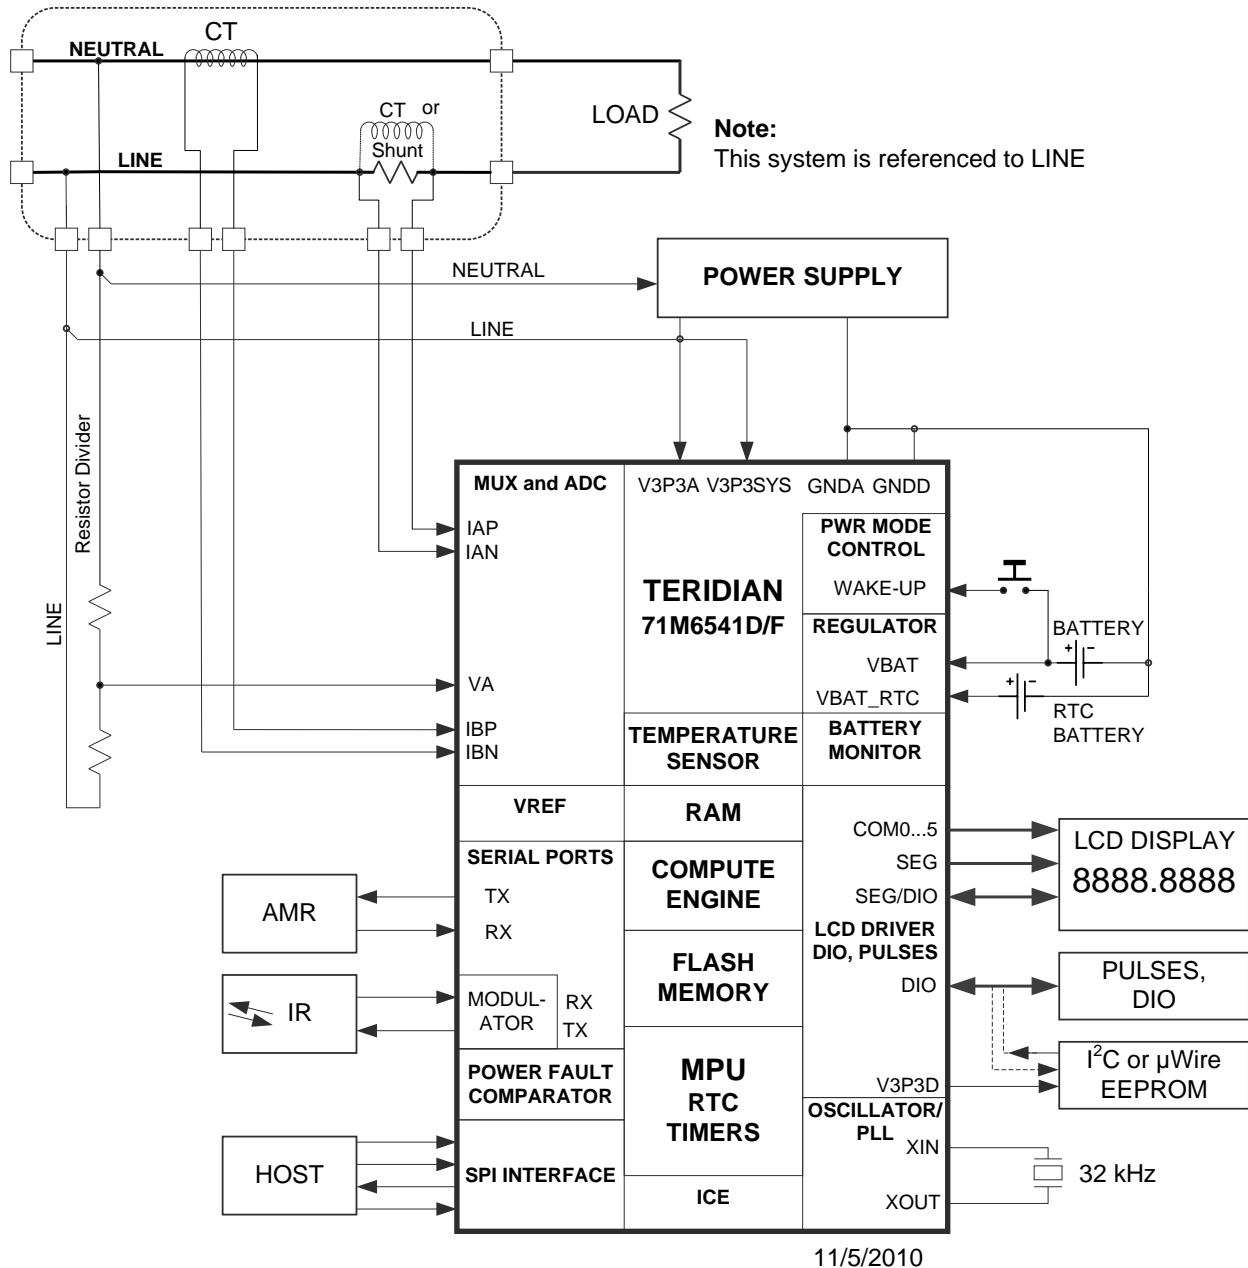 CT
NEUTRAL
CT or
Shunt
LINE
LOAD
Note:
This system is referenced to LINE
NEUTRAL
POWER SUPPLY
LINE
Resistor Divider
LINE
MUX and ADC
V3P3A V3P3SYS GNDA GNDD
IAP
IAN
PWR MODE
CONTROL
TERIDIAN
71M6541D/F
WAKE-UP
REGULATOR
BATTERY
VBAT
VA
VBAT_RTC
RTC
BATTERY
IBP
IBN
TEMPERATURE
SENSOR
BATTERY
MONITOR
VREF
RAM
COM0...5
SEG
SEG/DIO
LCD DISPLAY
8888.8888
SERIAL PORTS
TX
RX
AMR
COMPUTE
ENGINE
LCD DRIVER
DIO, PULSES
FLASH
MEMORY
DIO
PULSES,
DIO
IR
MODUL-
ATOR
RX
TX
I²C or µWire
EEPROM
POWER FAULT
COMPARATOR
MPU
RTC
TIMERS
V3P3D
OSCILLATOR/
PLL
XIN
32 kHz
HOST
SPI INTERFACE
ICE
XOUT
11/5/2010
+ -
+ -